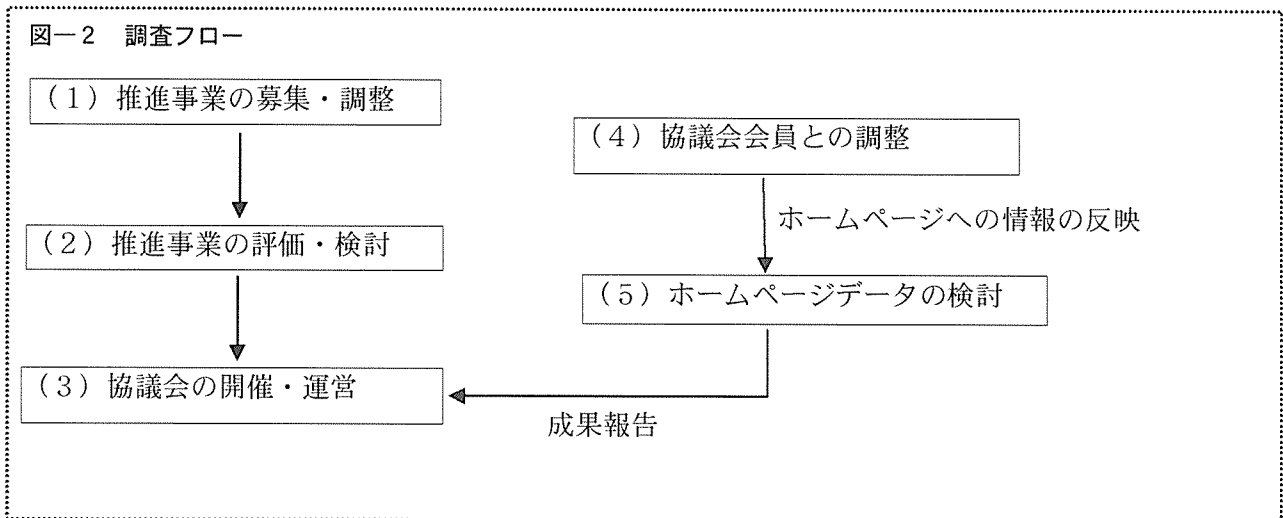 図―2　調査フロー
（1）推進事業の募集・調整
（4）協議会会員との調整
ホームページへの情報の反映
（2）推進事業の評価・検討
（5）ホームページデータの検討
（3）協議会の開催・運営
成果報告